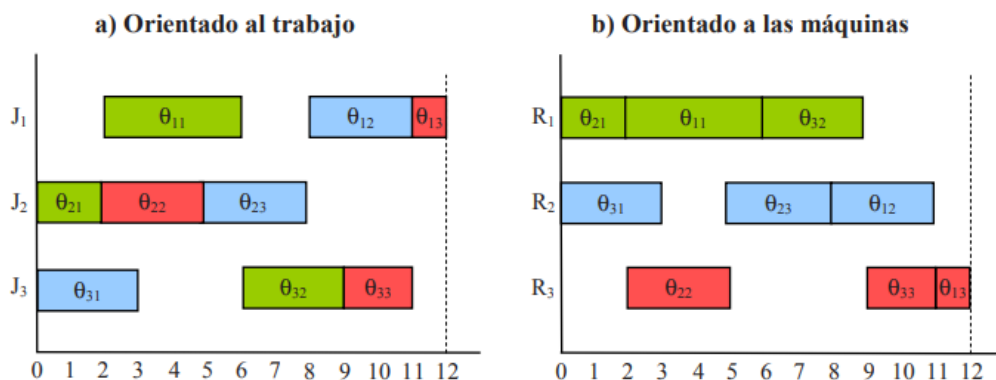 a) Orientado al trabajo
J1 θ11 θ12 θ13
J2 θ21 θ22 θ23
J3 θ31 θ32 θ33
0 1 2 3 4 5 6 7 8 9 10 11 12
b) Orientado a las máquinas
R1 θ21 θ11 θ32
R2 θ31 θ23 θ12
R3 θ22 θ33 θ13
0 1 2 3 4 5 6 7 8 9 10 11 12